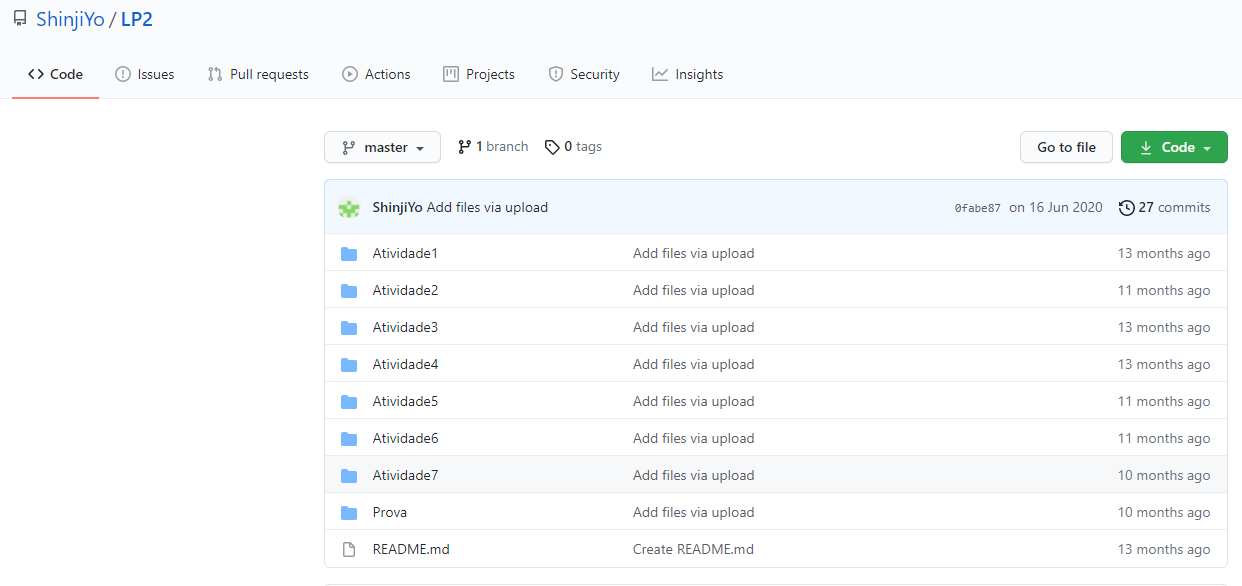 ShinjiYo / LP2
Code Issues Pull requests Actions Projects Security Insights
master 1 branch 0 tags Go to file Code
ShinjiYo Add files via upload 0fabe87 on 16 Jun 2020 27 commits
Atividade1 Add files via upload 13 months ago
Atividade2 Add files via upload 11 months ago
Atividade3 Add files via upload 13 months ago
Atividade4 Add files via upload 13 months ago
Atividade5 Add files via upload 11 months ago
Atividade6 Add files via upload 11 months ago
Atividade7 Add files via upload 10 months ago
Prova Add files via upload 10 months ago
README.md Create README.md 13 months ago